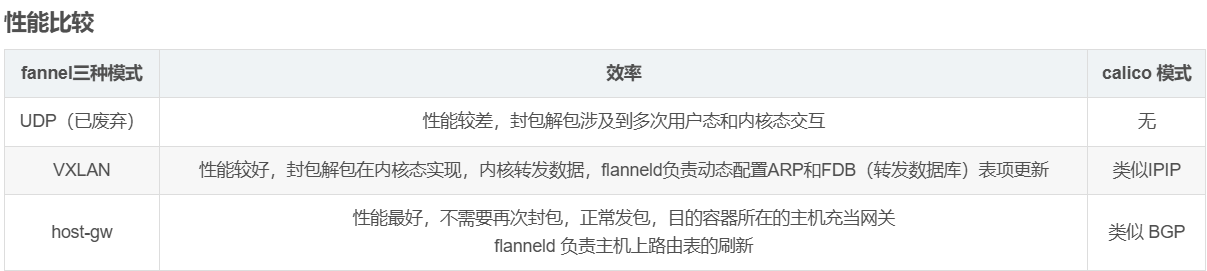 性能比较
fannel三种模式 效率 calico 模式
UDP（已废弃） 性能较差，封包解包涉及到多次用户态和内核态交互 无
VXLAN 性能较好，封包解包在内核态实现，内核转发数据，flanneld负责动态配置ARP和FDB（转发数据库）表项更新 类似IPIP
host-gw 性能最好，不需要再次封包，正常发包，目的容器所在的主机充当网关
flanneld 负责主机上路由表的刷新 类似 BGP